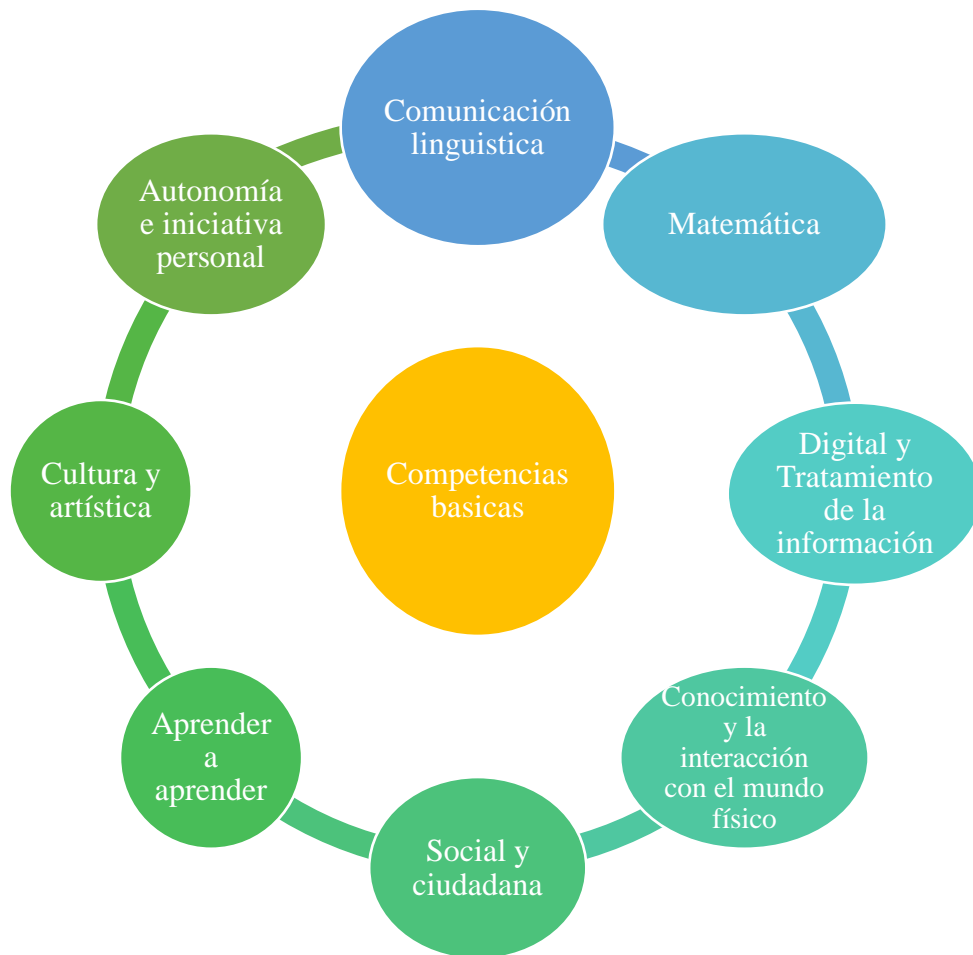 Comunicación
linguistica
Matemática
Digital y
Tratamiento
de la
información
Conocimiento
y la
interacción
con el mundo
físico
Social y
ciudadana
Aprender
a
aprender
Cultura y
artística
Autonomía
e iniciativa
personal
Competencias
basicas